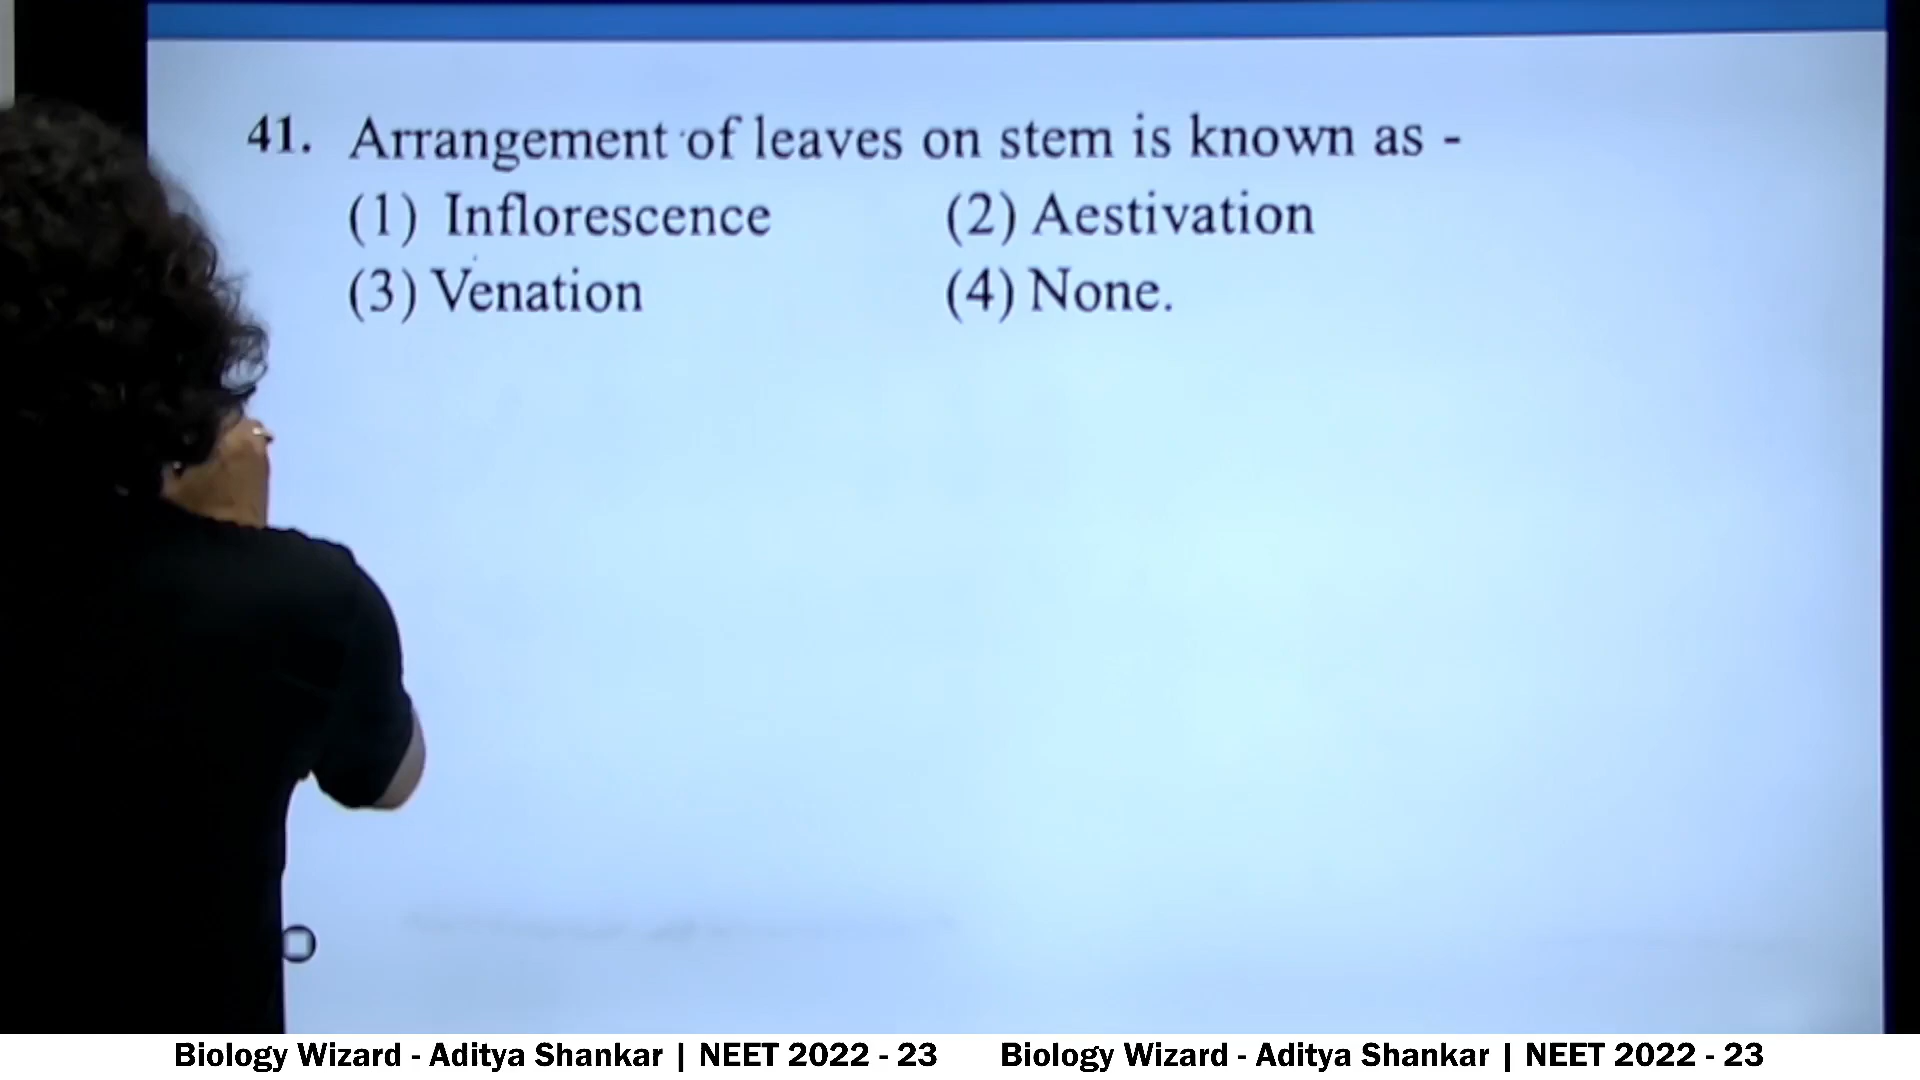 41. Arrangement of leaves on stem is known as -
(1) Inflorescence (2) Aestivation
(3) Venation (4) None.
Biology Wizard - Aditya Shankar | NEET 2022 - 23 Biology Wizard - Aditya Shankar | NEET 2022 - 23